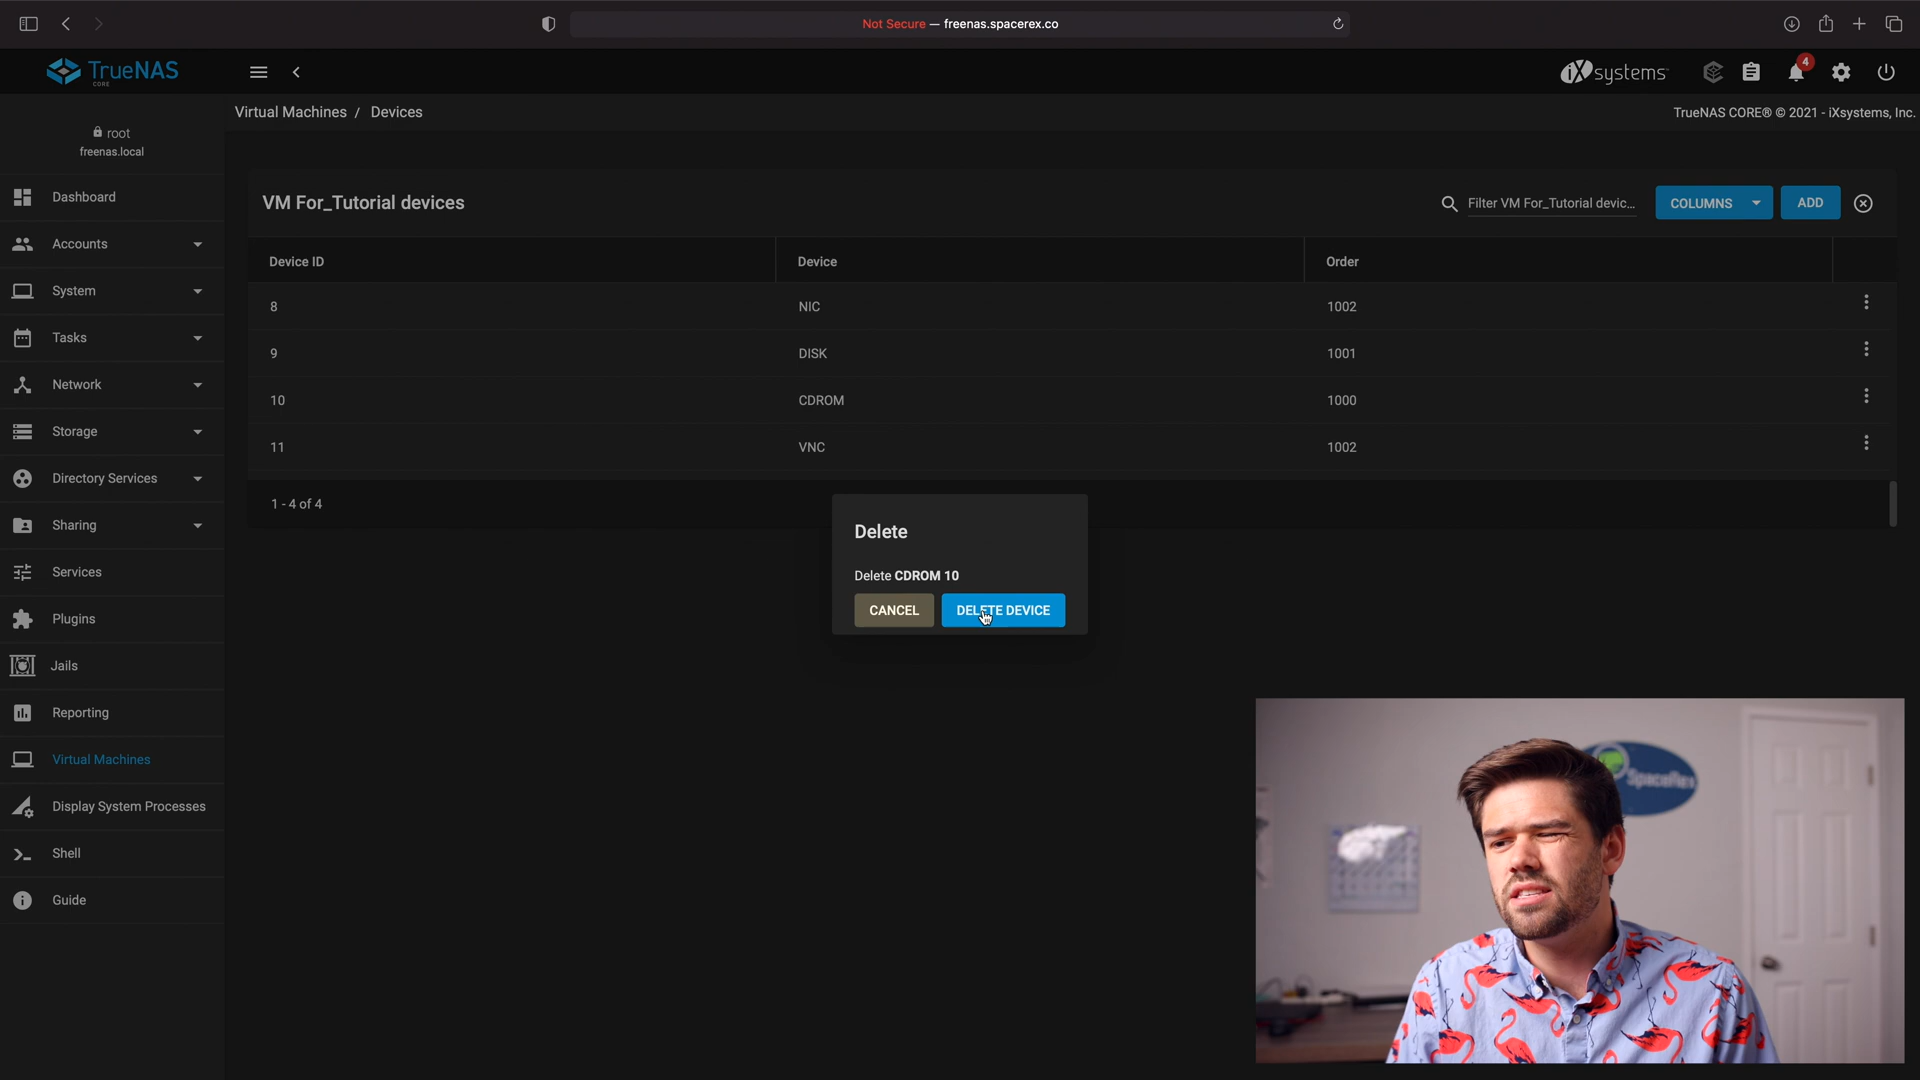 Not Secure — freenas.spacerex.co
TrueNAS
CORE
iXsystems
4
Virtual Machines / Devices
TrueNAS CORE® © 2021 - iXsystems, Inc.
root
freenas.local
Dashboard
Accounts
System
Tasks
Network
Storage
Directory Services
Sharing
Services
Plugins
Jails
Reporting
Virtual Machines
Display System Processes
Shell
Guide
VM For_Tutorial devices
Filter VM For_Tutorial devic...
COLUMNS
ADD
Device ID Device Order
8 NIC 1002
9 DISK 1001
10 CDROM 1000
11 VNC 1002
1 - 4 of 4
Delete
Delete CDROM 10
CANCEL
DELETE DEVICE
SpaceRex